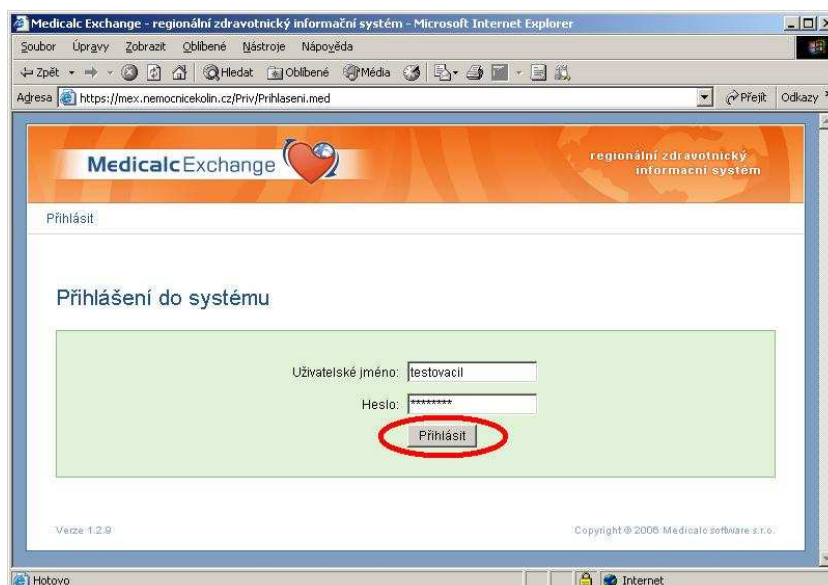 Medicalc Exchange - regionální zdravotnický informační systém - Microsoft Internet Explorer
Soubor Úpravy Zobrazit Oblíbené Nástroje Nápověda
Zpět Hledat Oblíbené Média
Adresa https://mex.nemocnicekolin.cz/Priv/Prihlaseni.med Přejít Odkazy »
MedicalcExchange
regionální zdravotnický
informační systém
Přihlásit
Přihlášení do systému
Uživatelské jméno: testovacil
Heslo: ********
Přihlásit
Verze 1.2.9 Copyright © 2006 Medicalc software s.r.o.
Hotovo Internet